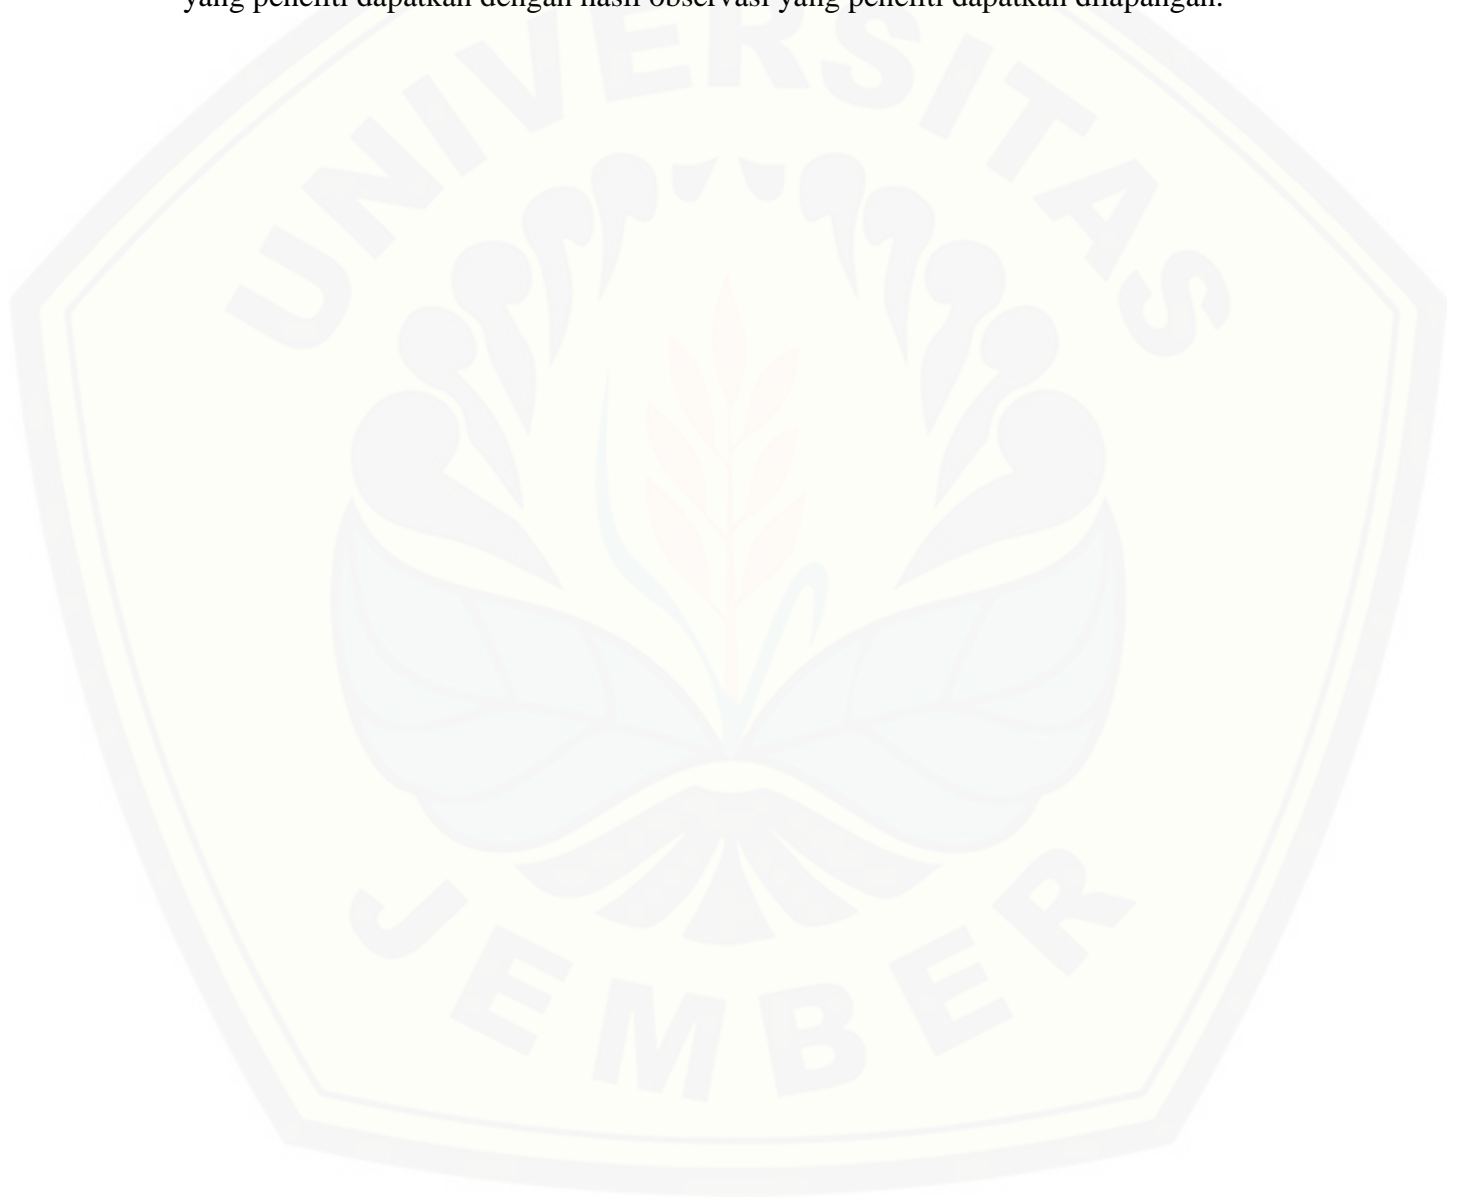 yang peneliti dapatkan dengan hasil observasi yang peneliti dapatkan dilapangan.
UNIVERSITAS
JEMBER